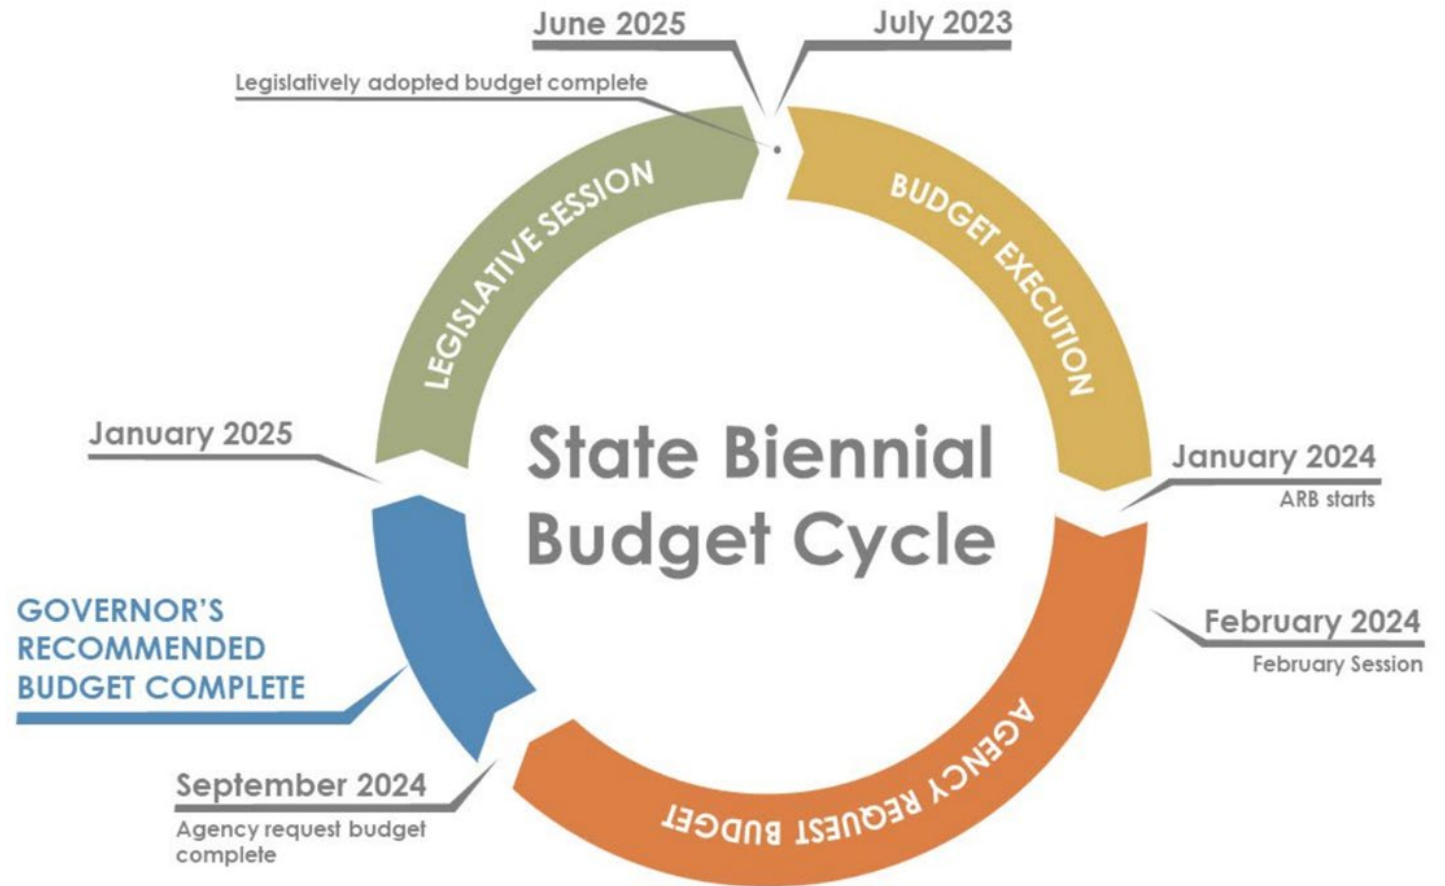 June 2025
July 2023
Legislatively adopted budget complete
LEGISLATIVE SESSION
BUDGET EXECUTION
State Biennial
Budget Cycle
January 2025
January 2024
ARB starts
GOVERNOR'S
RECOMMENDED
BUDGET COMPLETE
February 2024
February Session
AGENCY REQUEST BUDGET
September 2024
Agency request budget
complete